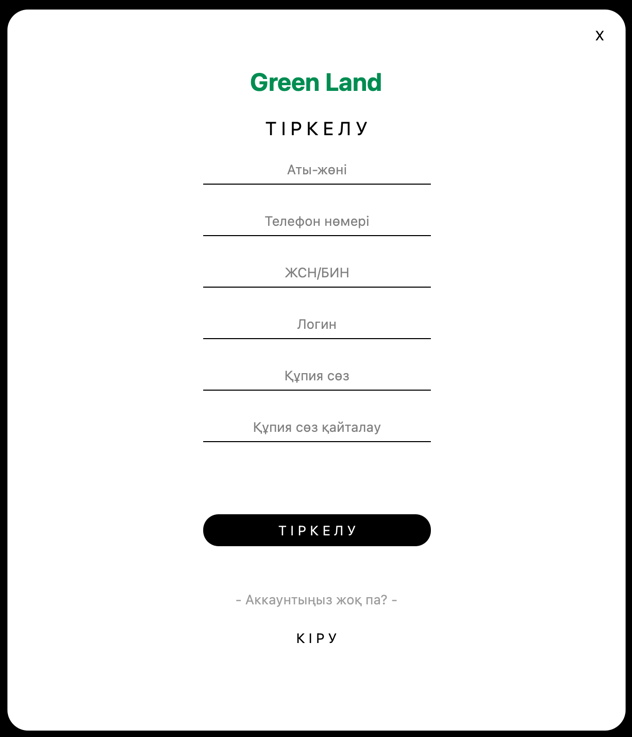 X
Green Land
ТІРКЕЛУ
Аты-жөні
Телефон нөмері
ЖСН/БИН
Логин
Құпия сөз
Құпия сөз қайталау
ТІРКЕЛУ
- Аккаунтыңыз жоқ па? -
КІРУ